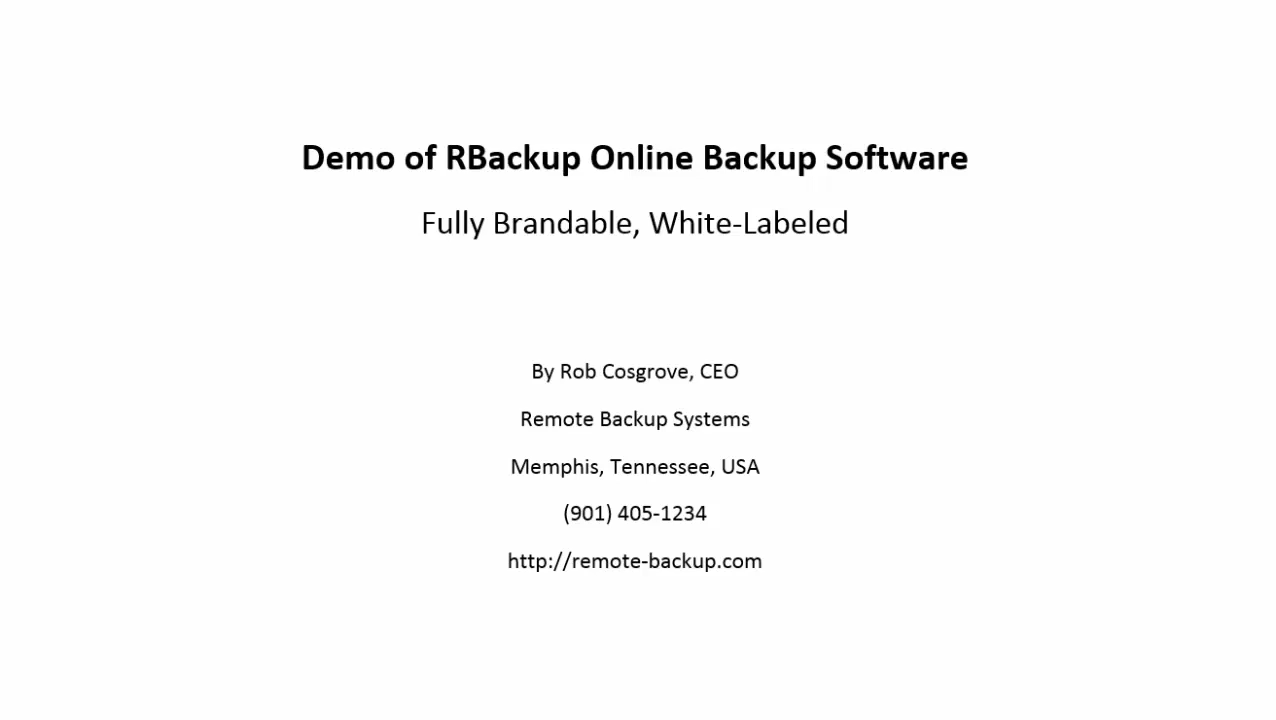 Demo of RBackup Online Backup Software
Fully Brandable, White-Labeled
By Rob Cosgrove, CEO
Remote Backup Systems
Memphis, Tennessee, USA
(901) 405-1234
http://remote-backup.com